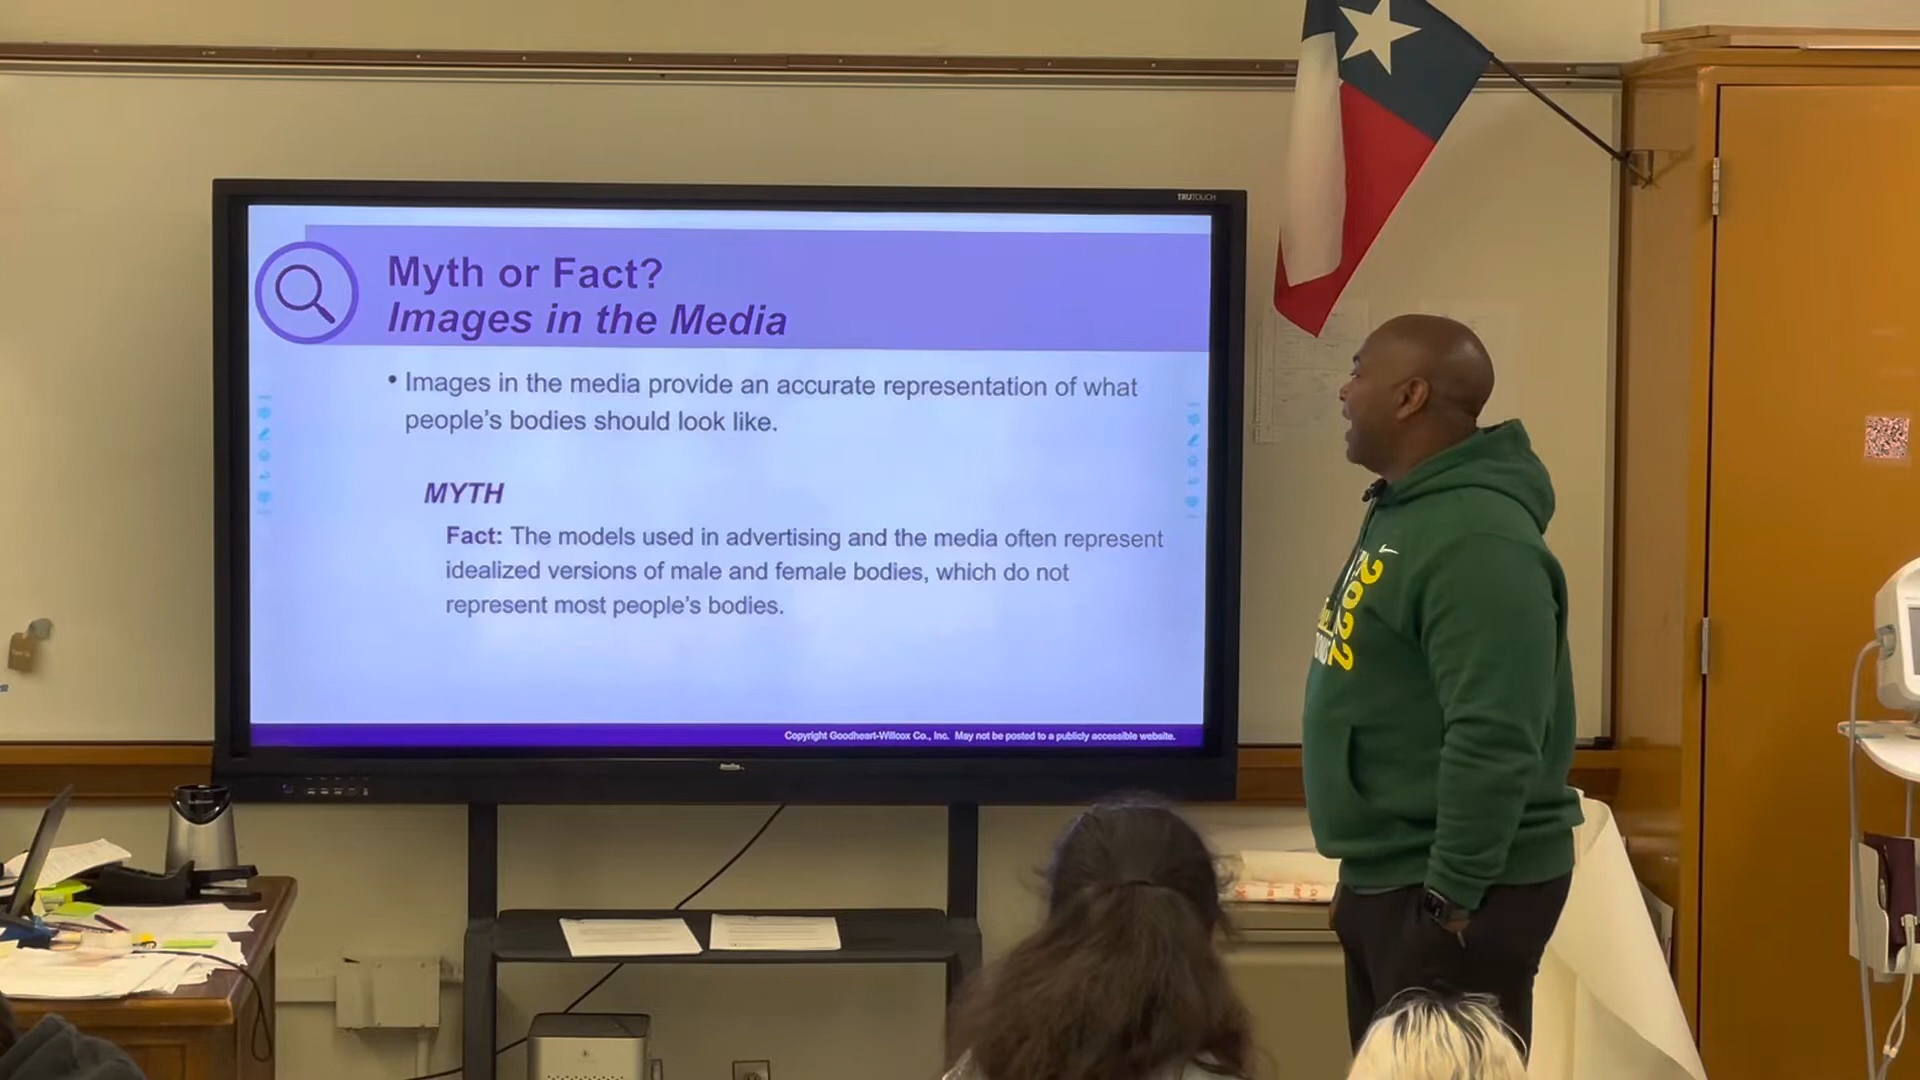 TRUTOUCH
Myth or Fact?
Images in the Media
• Images in the media provide an accurate representation of what
people's bodies should look like.
MYTH
Fact: The models used in advertising and the media often represent
idealized versions of male and female bodies, which do not
represent most people's bodies.
Copyright Goodheart-Willcox Co., Inc. May not be posted to a publicly accessible website.
2022